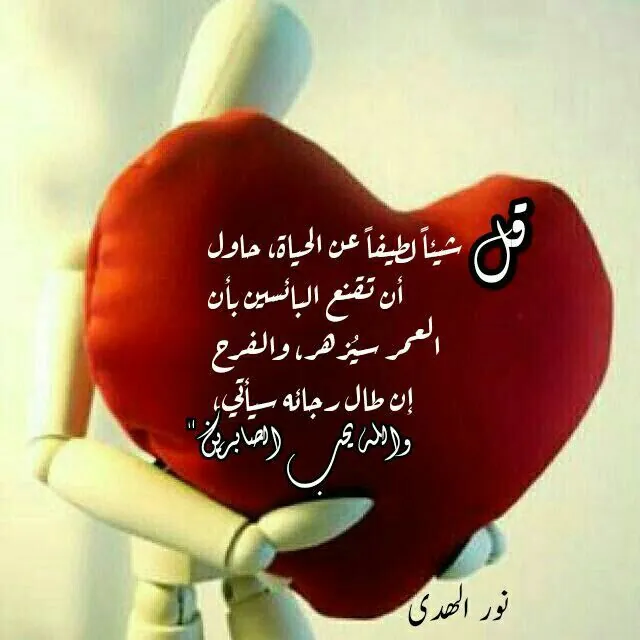 قل شيئاً لطيفاً عن الحياة، حاول
أن تقنع البائسين بأن
العمر سيُزهر، والفرح
إن طال رجائه سيأتي،
والله يحب الصابرين"
نور الهدى